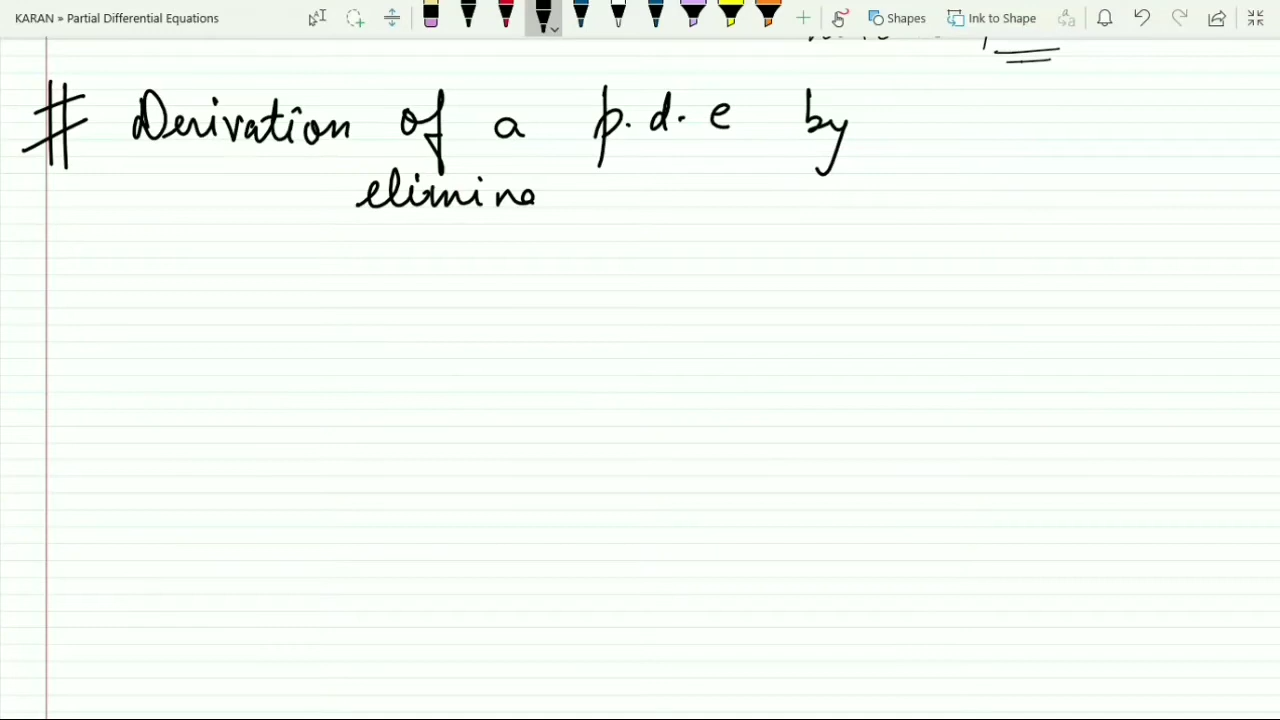 KARAN » Partial Differential Equations
Shapes
Ink to Shape
# Derivation of a p.d.e by
elimina